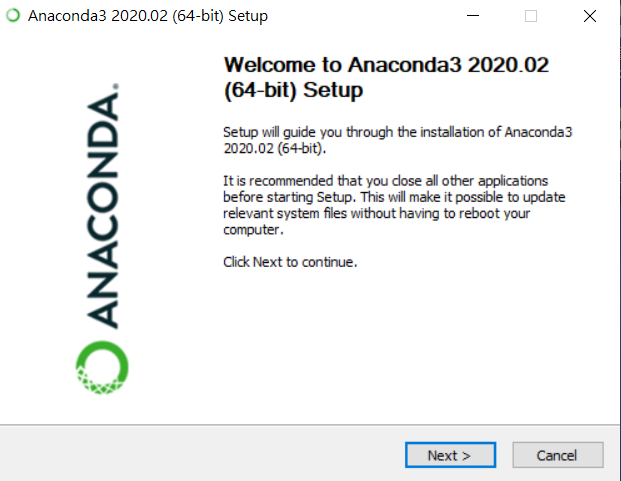 Anaconda3 2020.02 (64-bit) Setup
Welcome to Anaconda3 2020.02
(64-bit) Setup
Setup will guide you through the installation of Anaconda3
2020.02 (64-bit).
It is recommended that you close all other applications
before starting Setup. This will make it possible to update
relevant system files without having to reboot your
computer.
Click Next to continue.
ANACONDA.
Next >
Cancel